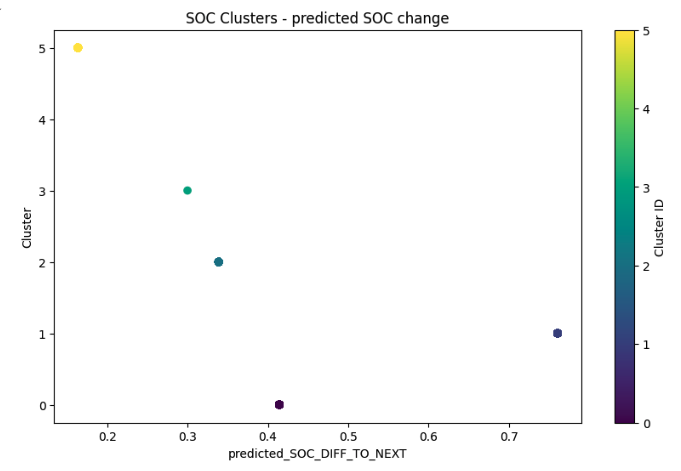 SOC Clusters - predicted SOC change
5
4
3
2
1
0
Cluster
0.2 0.3 0.4 0.5 0.6 0.7
predicted_SOC_DIFF_TO_NEXT
5
4
3
2
1
0
Cluster ID